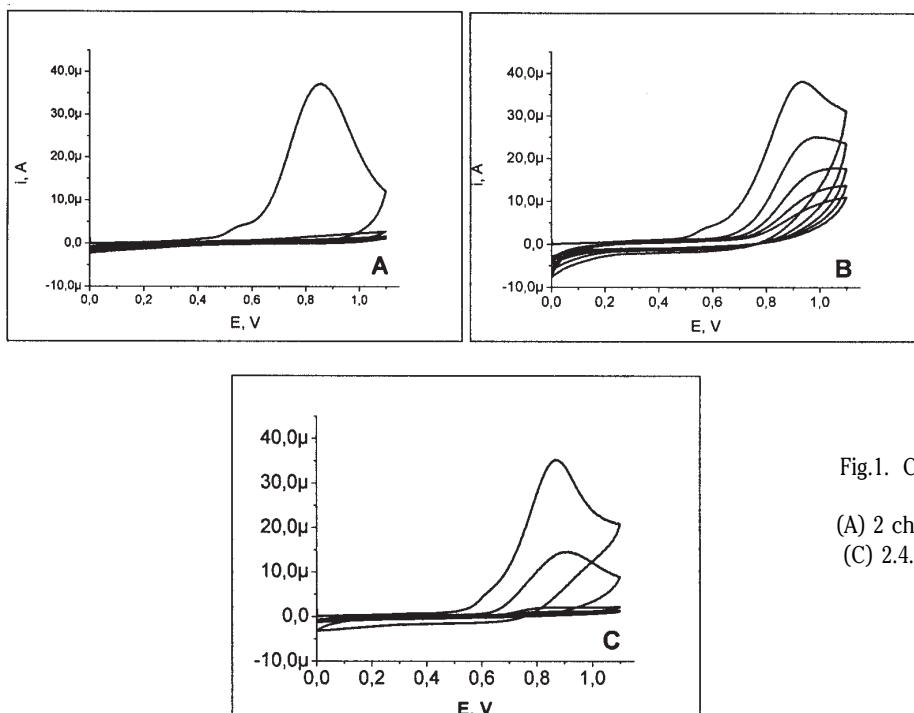 40,0µ
30,0µ
20,0µ
10,0µ
0,0
-10,0µ
i, A
0,0 0,2 0,4 0,6 0,8 1,0
E, V
A
40,0µ
30,0µ
20,0µ
10,0µ
0,0
-10,0µ
i, A
0,0 0,2 0,4 0,6 0,8 1,0
E, V
B
40,0µ
30,0µ
20,0µ
10,0µ
0,0
-10,0µ
0,0 0,2 0,4 0,6 0,8 1,0
E, V
C
Fig.1. C
(A) 2 ch
(C) 2.4.